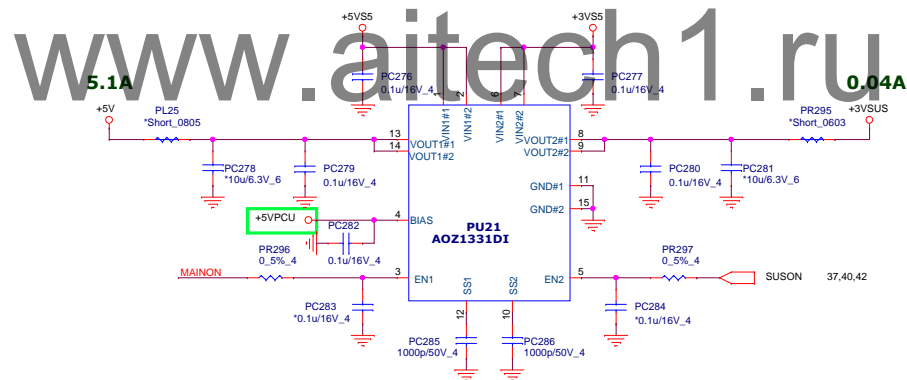 www.aitech1.ru
+5VS5
+3VS5
5.1A
0.04A
PC276
0.1u/16V_4
PC277
0.1u/16V_4
+5V
PL25
*Short_0805
PR295
*Short_0603
+3VSUS
1
2
6
7
VIN1#1
VIN1#2
VIN2#1
VIN2#2
13
14
VOUT1#1
VOUT1#2
VOUT2#1
VOUT2#2
8
9
PC278
*10u/6.3V_6
PC279
0.1u/16V_4
PC280
0.1u/16V_4
PC281
*10u/6.3V_6
GND#1
11
GND#2
15
+5VPCU
PC282
0.1u/16V_4
4
BIAS
PU21
AOZ1331DI
MAINON
PR296
0_5%_4
3
EN1
EN2
5
PR297
0_5%_4
SUSON
37,40,42
SS1
SS2
PC283
*0.1u/16V_4
PC284
*0.1u/16V_4
12
10
PC285
1000p/50V_4
PC286
1000p/50V_4